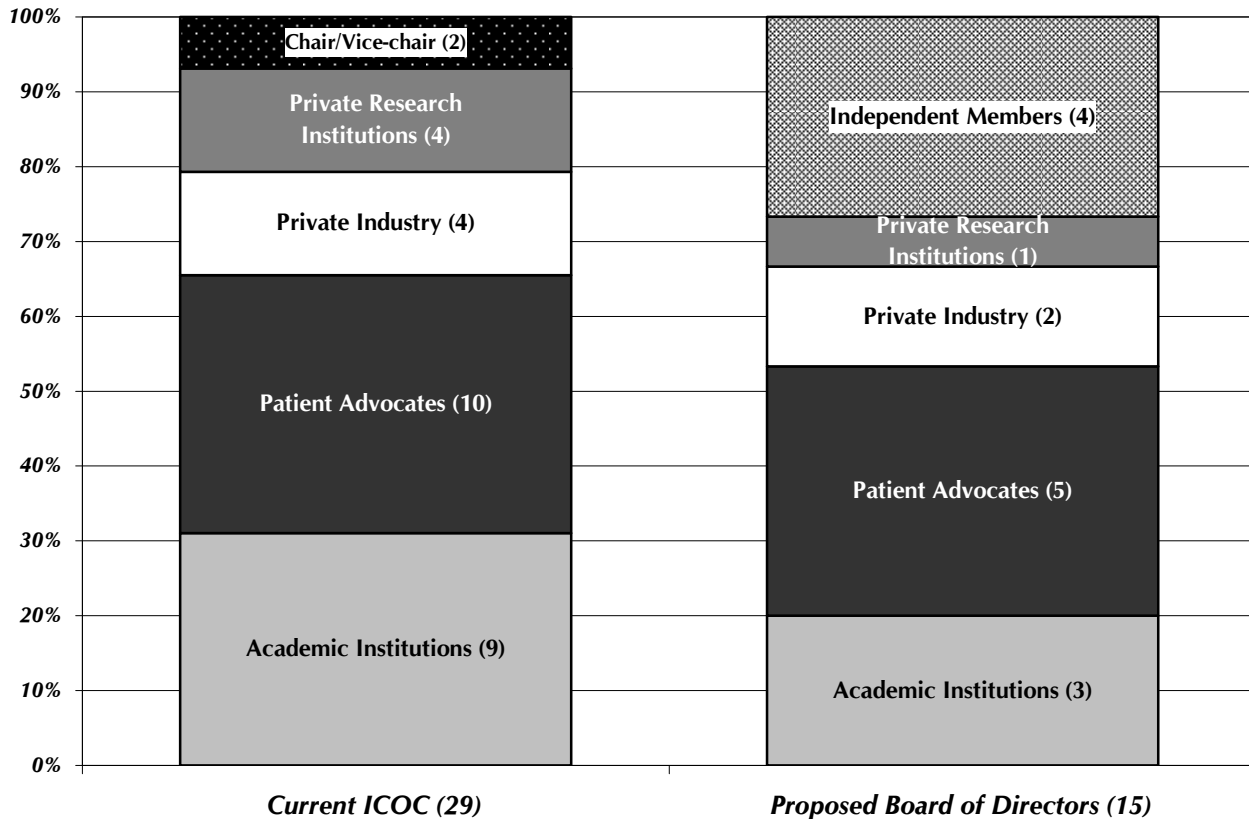 100%
90%
80%
70%
60%
50%
40%
30%
20%
10%
0%
Chair/Vice-chair (2)
Private Research
Institutions (4)
Private Industry (4)
Patient Advocates (10)
Academic Institutions (9)
Independent Members (4)
Private Research
Institutions (1)
Private Industry (2)
Patient Advocates (5)
Academic Institutions (3)
Current ICOC (29)
Proposed Board of Directors (15)